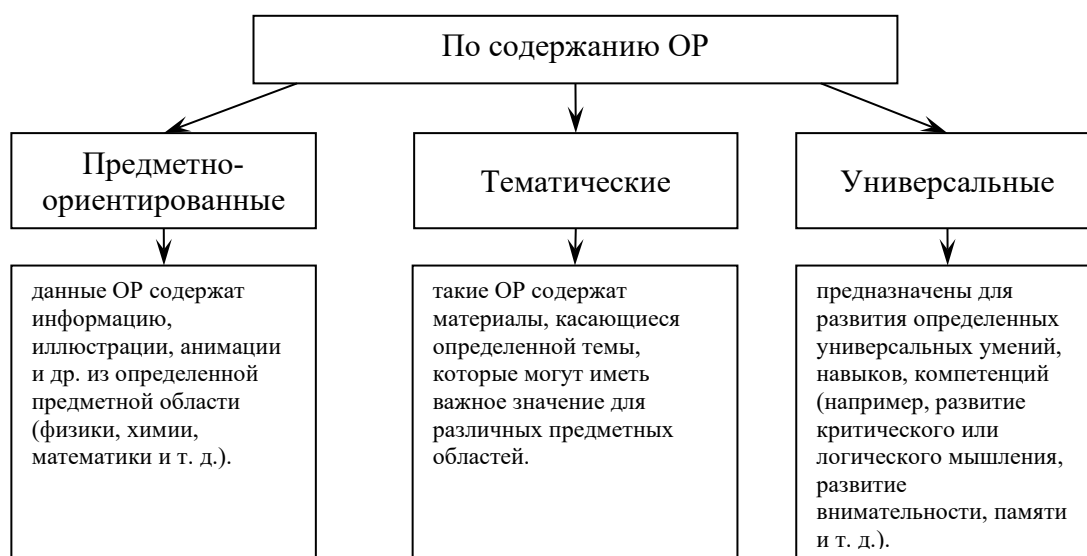 По содержанию ОР
Предметно-
ориентированные
Тематические
Универсальные
данные ОР содержат
информацию,
иллюстрации, анимации
и др. из определенной
предметной области
(физики, химии,
математики и т. д.).
такие ОР содержат
материалы, касающиеся
определенной темы,
которые могут иметь
важное значение для
различных предметных
областей.
предназначены для
развития определенных
универсальных умений,
навыков, компетенций
(например, развитие
критического или
логического мышления,
развитие
внимательности, памяти
и т. д.).